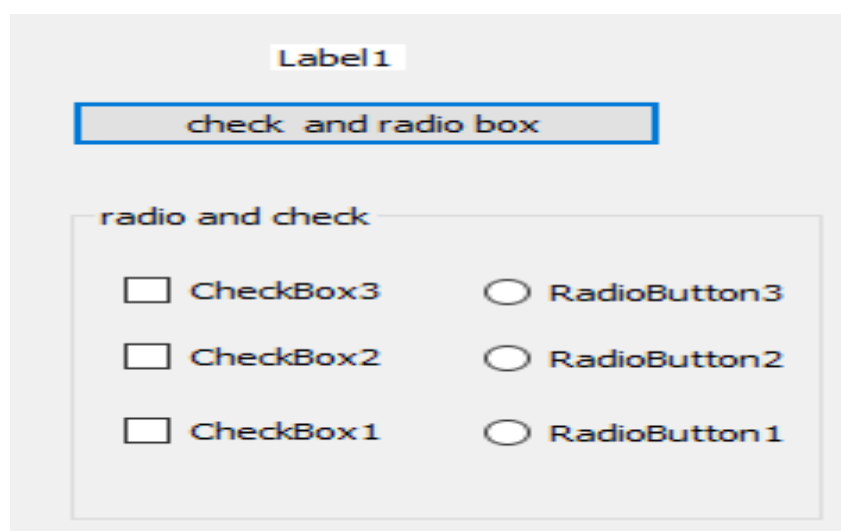 Label1
check and radio box
radio and check
CheckBox3 RadioButton3
CheckBox2 RadioButton2
CheckBox1 RadioButton1